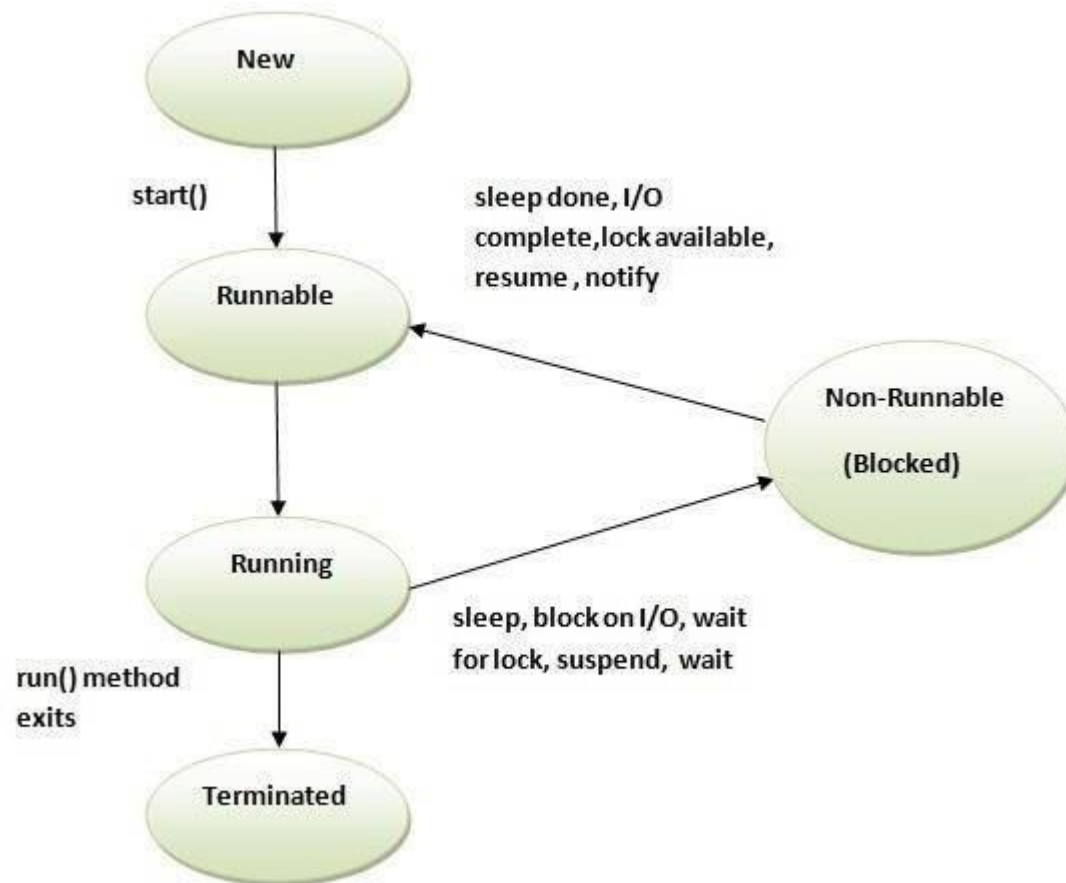 New
start()
sleep done, I/O
complete,lock available,
resume , notify
Runnable
Non-Runnable
(Blocked)
Running
sleep, block on I/O, wait
for lock, suspend, wait
run() method
exits
Terminated